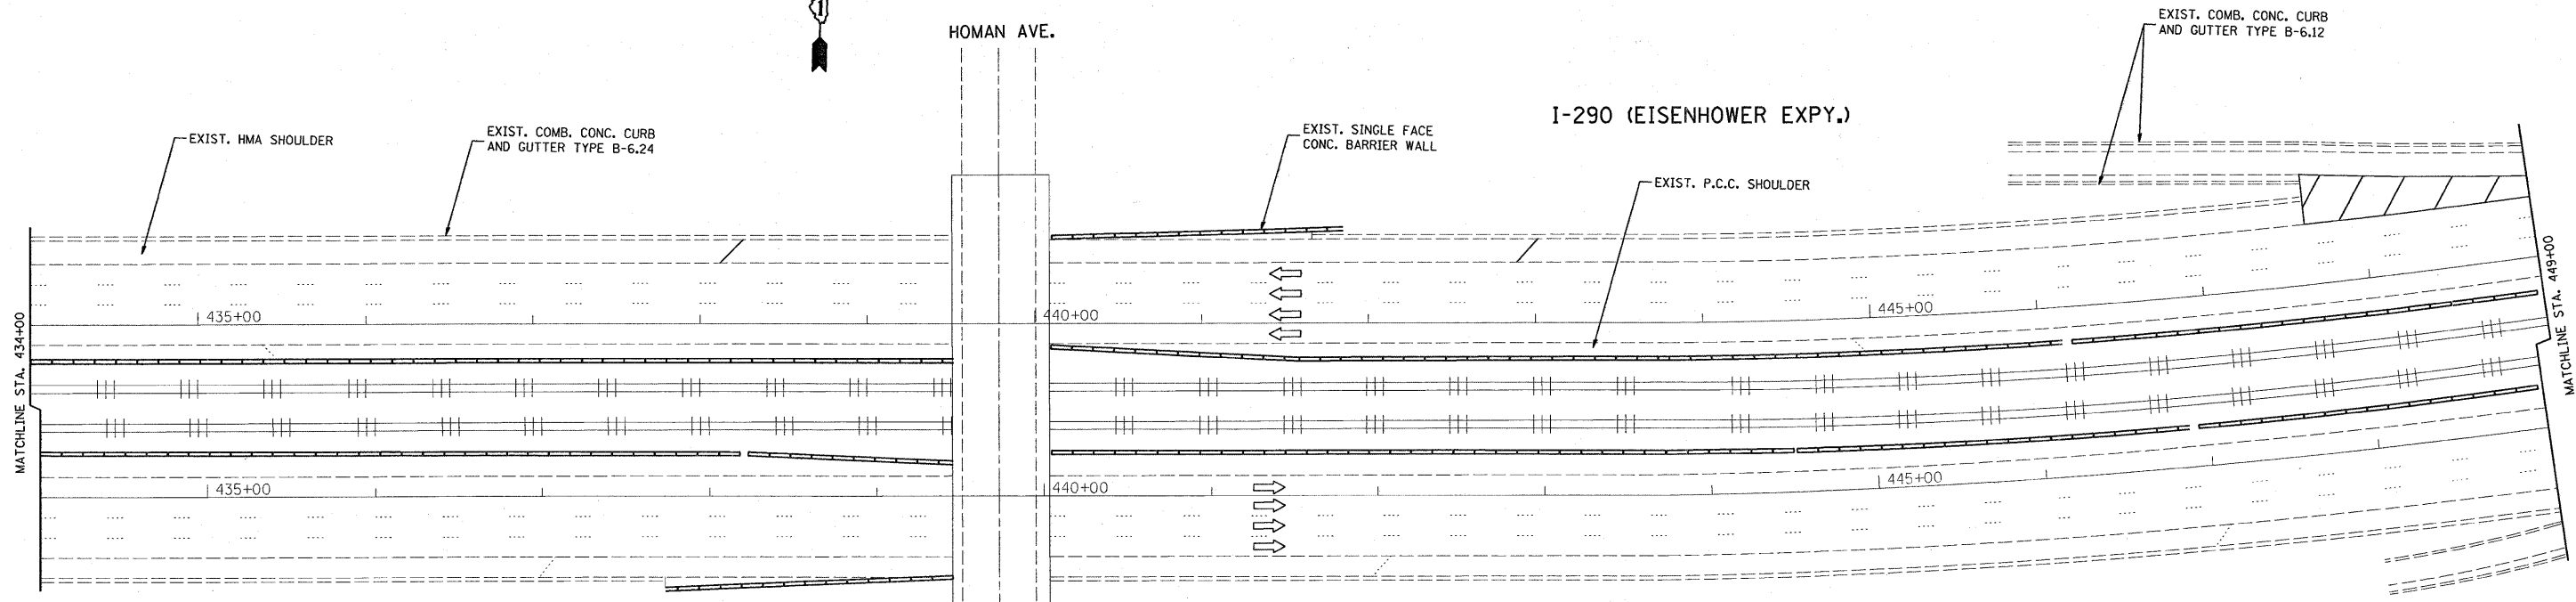 1
HOMAN AVE.
EXIST. COMB. CONC. CURB
AND GUTTER TYPE B-6.12
I-290 (EISENHOWER EXPY.)
EXIST. HMA SHOULDER
EXIST. COMB. CONC. CURB
AND GUTTER TYPE B-6.24
EXIST. SINGLE FACE
CONC. BARRIER WALL
EXIST. P.C.C. SHOULDER
MATCHLINE STA. 434+00
435+00
440+00
445+00
MATCHLINE STA. 449+00
435+00
440+00
445+00